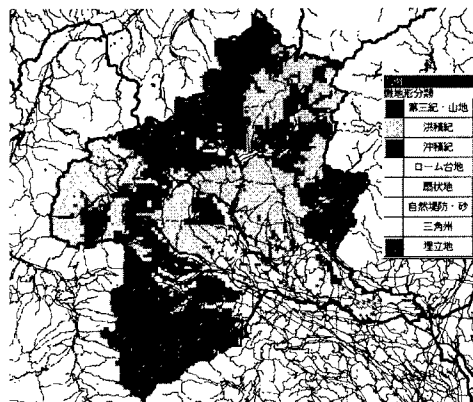 微地形分類
第三紀・山地
洪積紀
沖積紀
ローム台地
扇状地
自然堤防・砂
三角州
埋立地